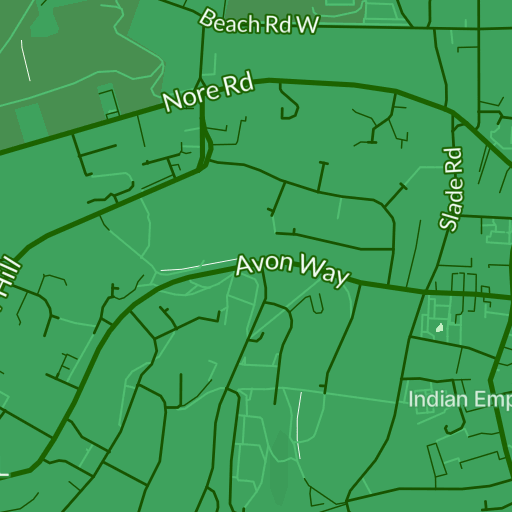 Beach Rd W
Nore Rd
Slade Rd
Hill
Avon Way
Indian Emp